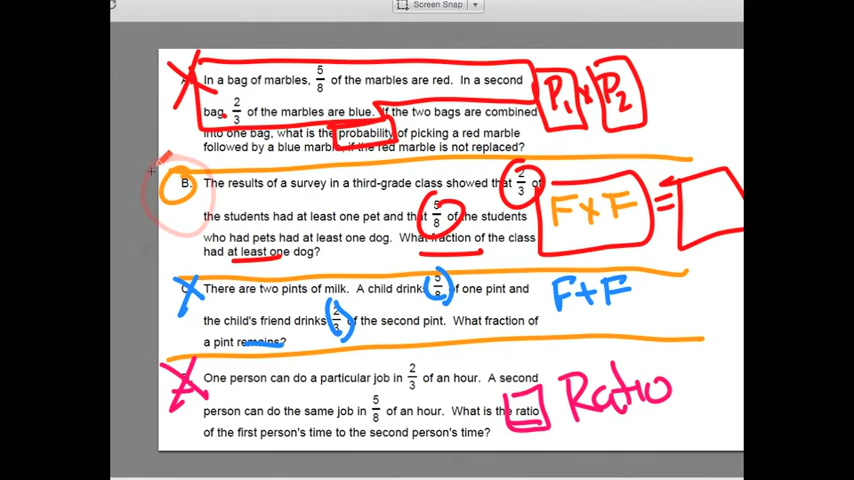 Screen Snap
In a bag of marbles, 5/8 of the marbles are red. In a second
bag, 2/3 of the marbles are blue. If the two bags are combined
into one bag, what is the probability of picking a red marble
followed by a blue marble, if the red marble is not replaced?
P1 x P2
B. The results of a survey in a third-grade class showed that 2/3 of
the students had at least one pet and that 5/8 of the students
who had pets had at least one dog. What fraction of the class
had at least one dog?
F x F =
There are two pints of milk. A child drinks 5/8 of one pint and
the child's friend drinks 2/3 of the second pint. What fraction of
a pint remains?
F + F
One person can do a particular job in 2/3 of an hour. A second
person can do the same job in 5/8 of an hour. What is the ratio
of the first person's time to the second person's time?
Ratio